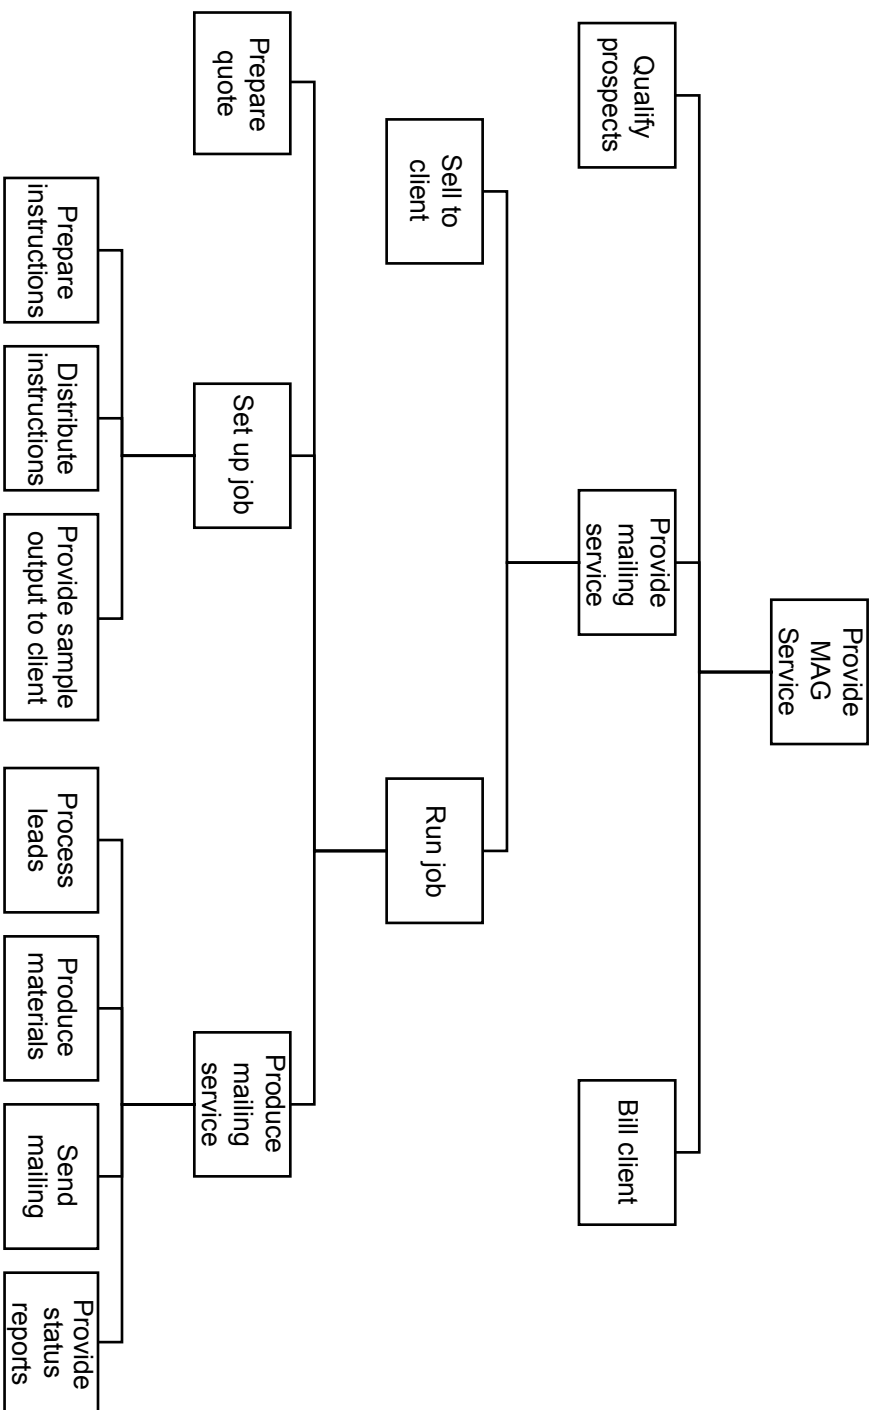 Provide
MAG
Service
Qualify
prospects
Provide
mailing
service
Bill client
Sell to
client
Run job
Prepare
quote
Set up job
Produce
mailing
service
Prepare
instructions
Distribute
instructions
Provide sample
output to client
Process
leads
Produce
materials
Send
mailing
Provide
status
reports